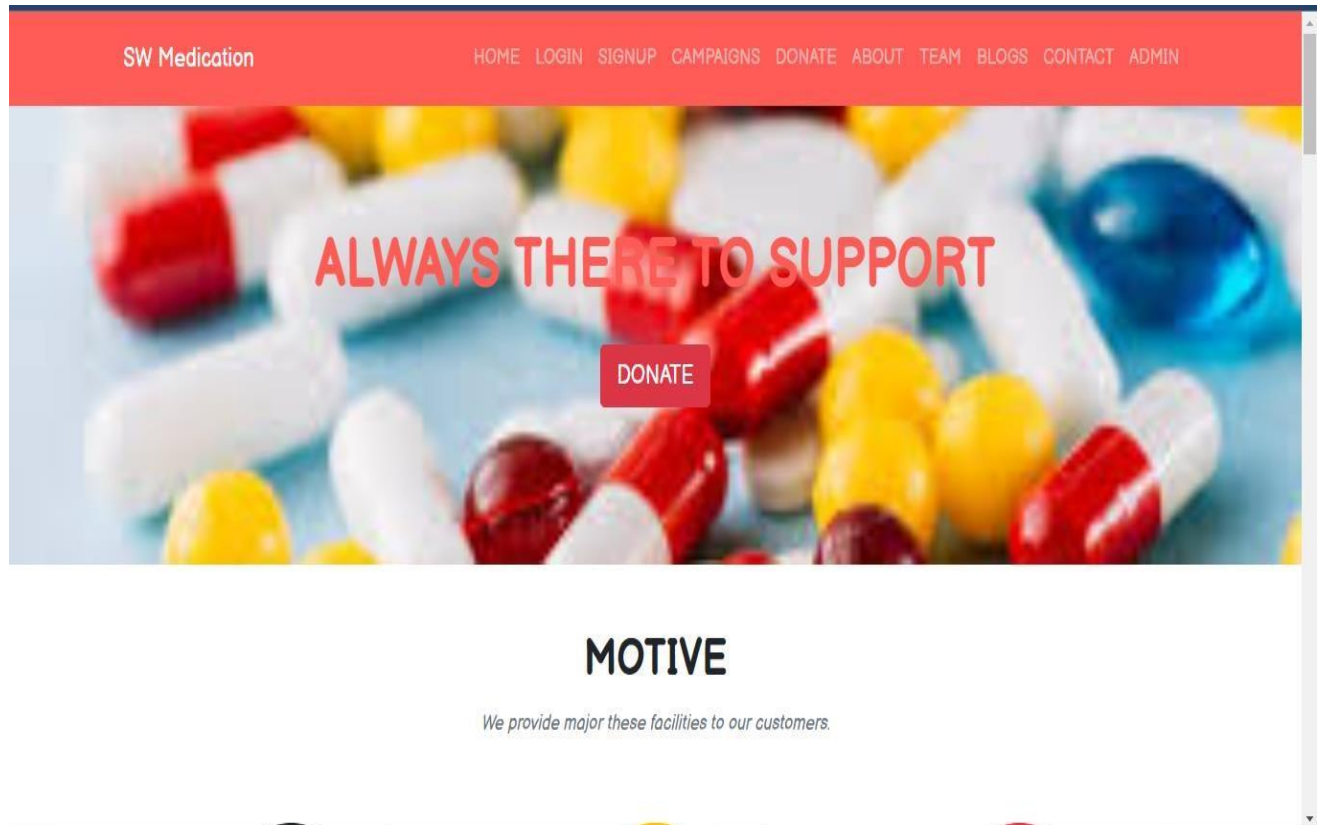 SW Medication
HOME LOGIN SIGNUP CAMPAIGNS DONATE ABOUT TEAM BLOGS CONTACT ADMIN
ALWAYS THERE TO SUPPORT
DONATE
MOTIVE
We provide major these facilities to our customers.